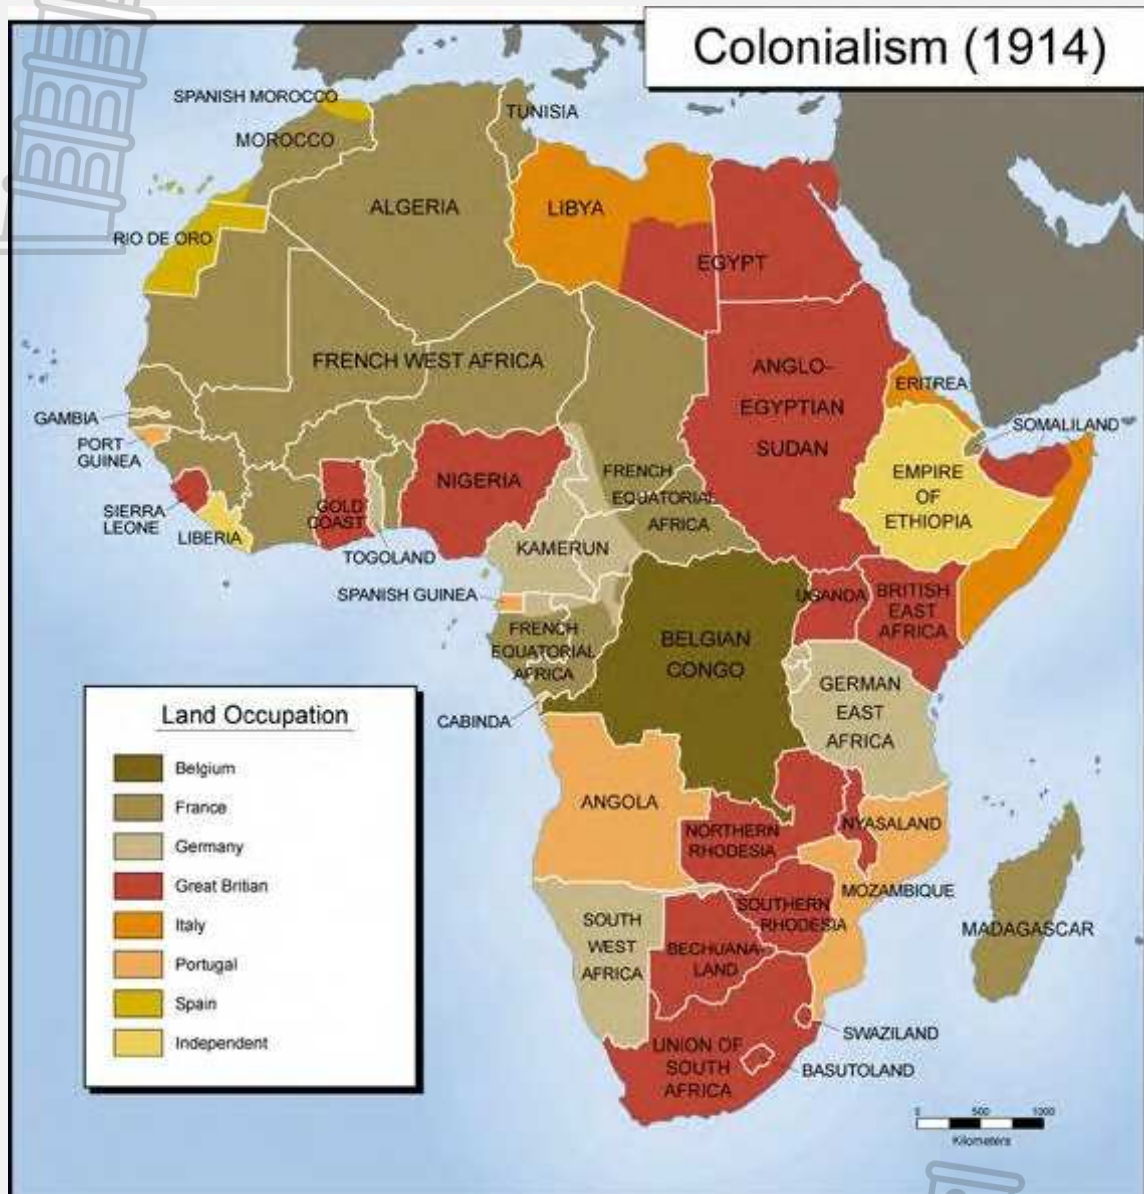 Colonialism (1914)
SPANISH MOROCCO
MOROCCO
TUNISIA
ALGERIA
LIBYA
RIO DE ORO
EGYPT
FRENCH WEST AFRICA
ANGLO-
EGYPTIAN
SUDAN
ERITREA
GAMBIA
PORT
GUINEA
SOMALILAND
NIGERIA
FRENCH
EQUATORIAL
AFRICA
EMPIRE
OF
ETHIOPIA
SIERRA
LEONE
LIBERIA
GOLD
COAST
TOGOLAND
KAMERUN
SPANISH GUINEA
UGANDA
BRITISH
EAST
AFRICA
FRENCH
EQUATORIAL
AFRICA
BELGIAN
CONGO
GERMAN
EAST
AFRICA
CABINDA
Land Occupation
Belgium
France
Germany
Great Britian
Italy
Portugal
Spain
Independent
ANGOLA
NORTHERN
RHODESIA
NYASALAND
MOZAMBIQUE
SOUTHERN
RHODESIA
MADAGASCAR
SOUTH
WEST
AFRICA
BECHUANA-
LAND
SWAZILAND
UNION OF
SOUTH
AFRICA
BASUTOLAND
0 500 1000
Kilometers